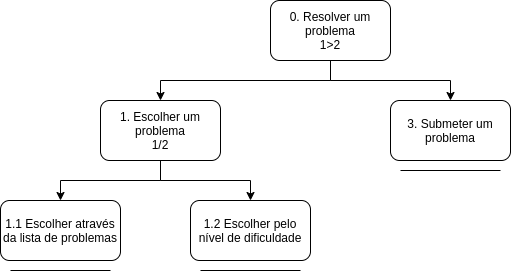 0. Resolver um
problema
1>2
1. Escolher um
problema
1/2
3. Submeter um
problema
1.1 Escolher através
da lista de problemas
1.2 Escolher pelo
nível de dificuldade